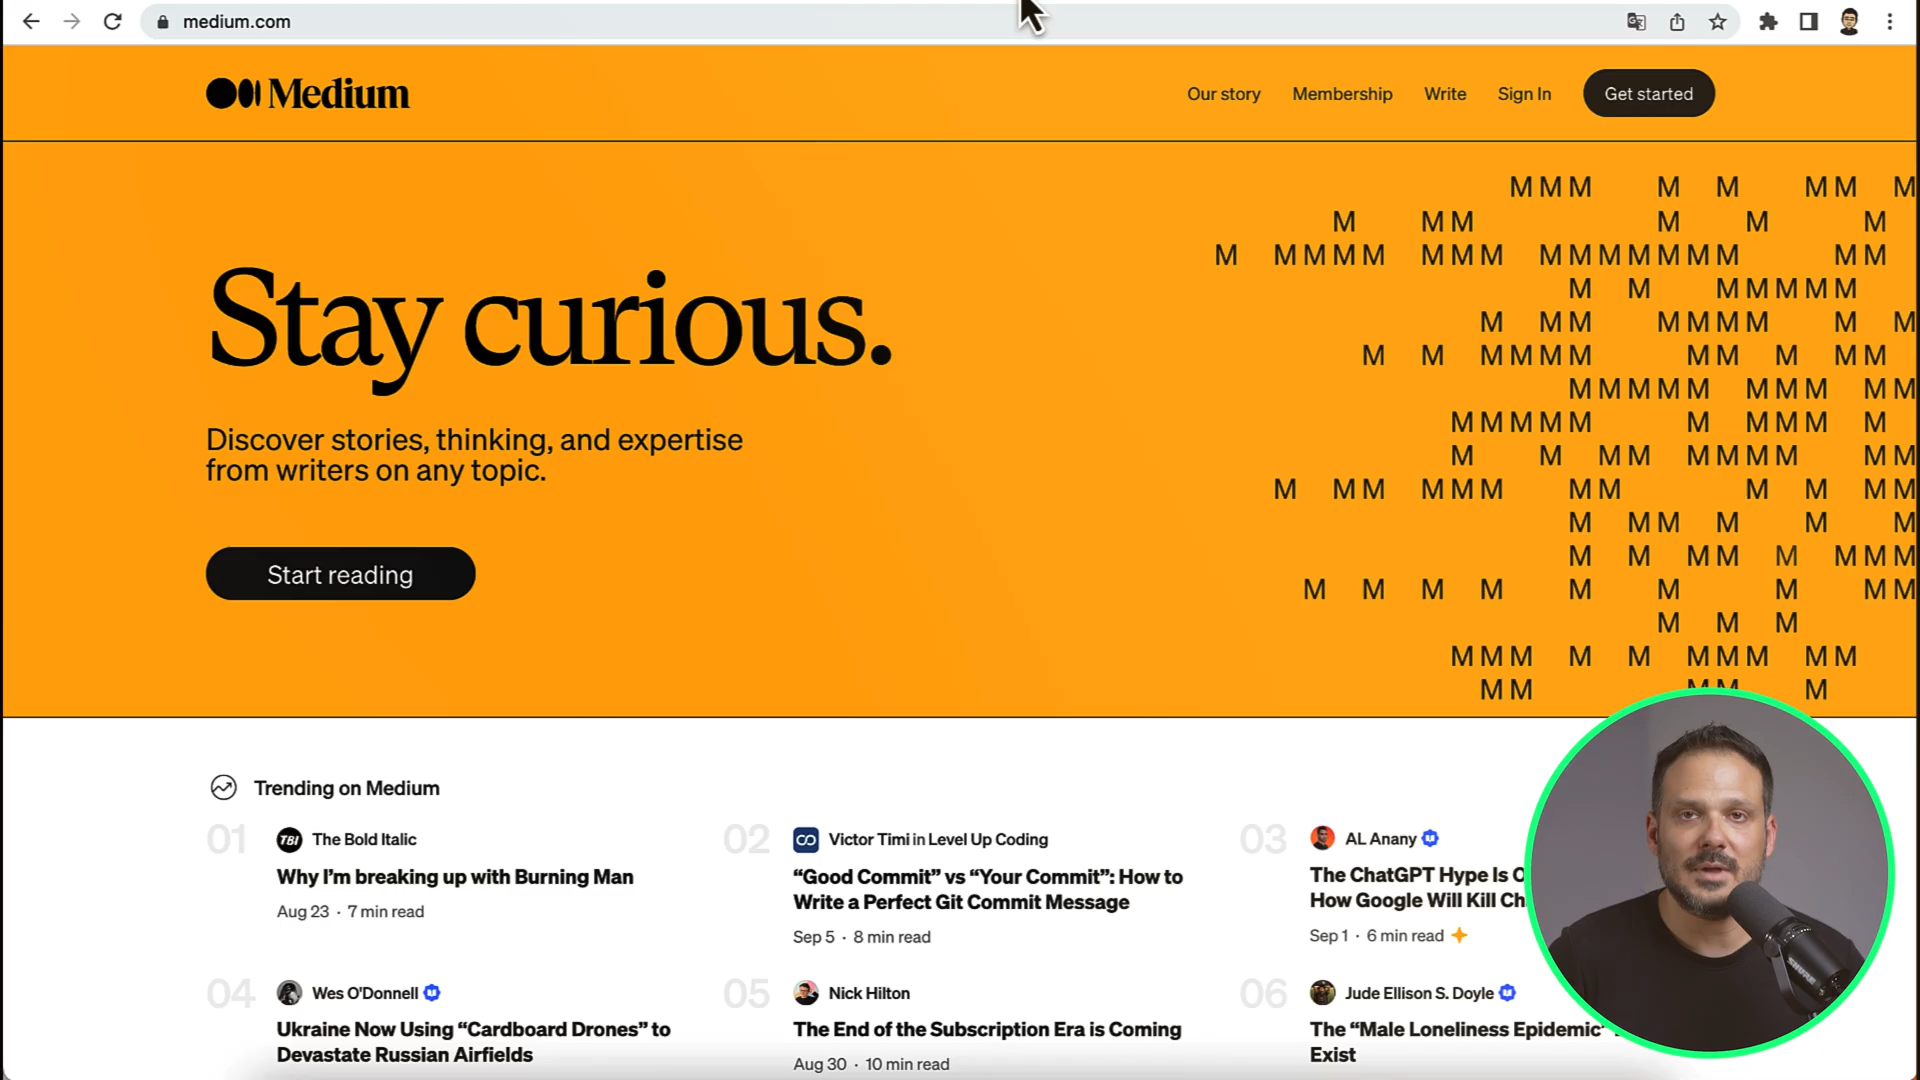 medium.com
Medium
Our story Membership Write Sign In Get started
M M M M M M M M
M M M M M M
M M M M M M M M M M M M M M M M M
M M M M M M M
M M M M M M M M M
M M M M M M M M M M M
M M M M M M M M M M
M M M M M M M M M M
M M M M M M M M M M
M M M M M M M M M M M M
M M M M M M
M M M M M M M M
M M M M M M M M M
M M M
M M M M M M M M M M
M M M M M
Stay curious.
Discover stories, thinking, and expertise
from writers on any topic.
Start reading
Trending on Medium
01 TBI The Bold Italic
Why I’m breaking up with Burning Man
Aug 23 · 7 min read
02 Victor Timi in Level Up Coding
“Good Commit” vs “Your Commit”: How to
Write a Perfect Git Commit Message
Sep 5 · 8 min read
03 AL Anany
The ChatGPT Hype Is
How Google Will Kill
Sep 1 · 6 min read
04 Wes O'Donnell
Ukraine Now Using “Cardboard Drones” to
Devastate Russian Airfields
05 Nick Hilton
The End of the Subscription Era is Coming
Aug 30 · 10 min read
06 Jude Ellison S. Doyle
The “Male Loneliness Epidemic”
Exist
SHURE